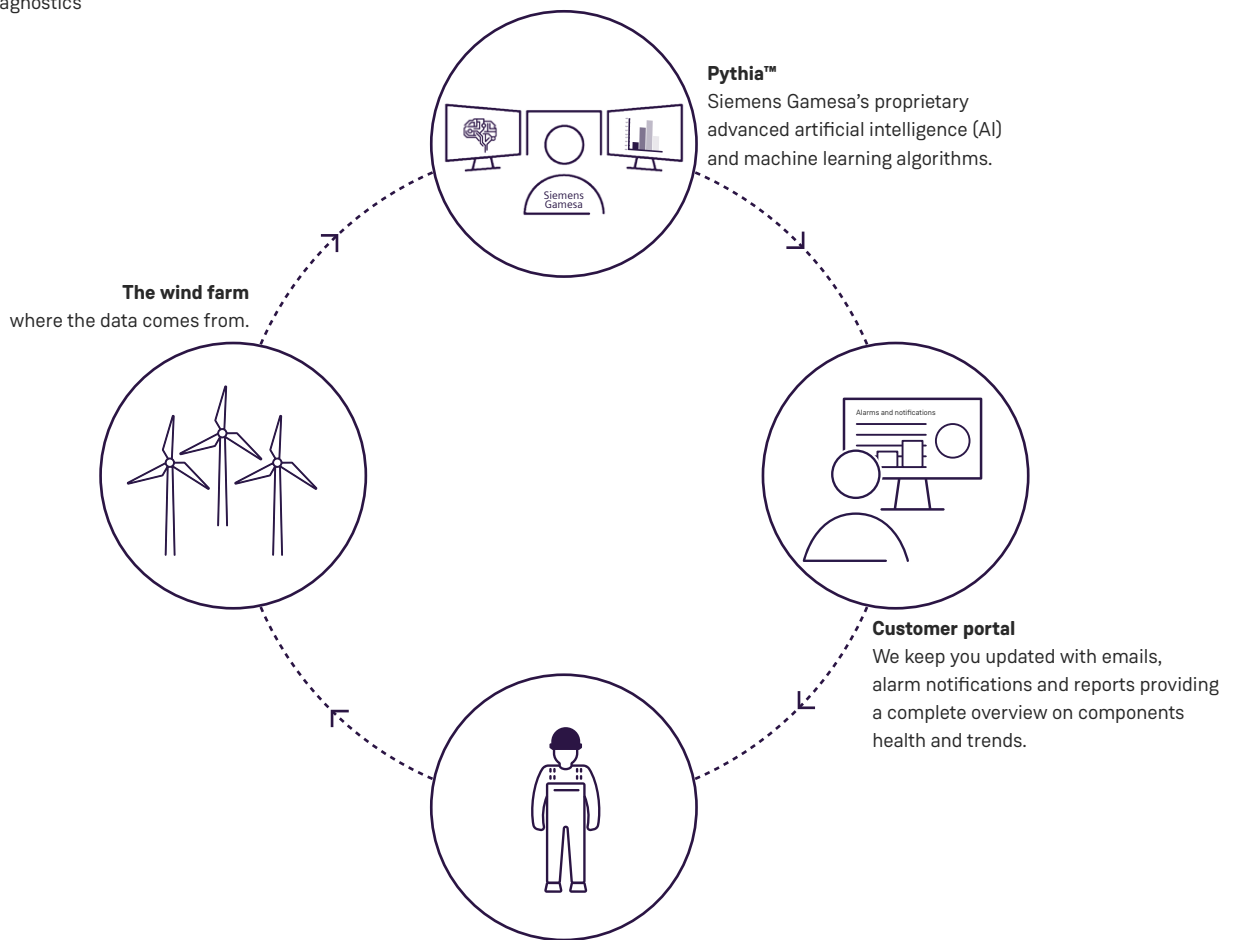 agnostics
Pythia™
Siemens Gamesa’s proprietary
advanced artificial intelligence (AI)
and machine learning algorithms.
Siemens
Gamesa
The wind farm
where the data comes from.
Alarms and notifications
Customer portal
We keep you updated with emails,
alarm notifications and reports providing
a complete overview on components
health and trends.